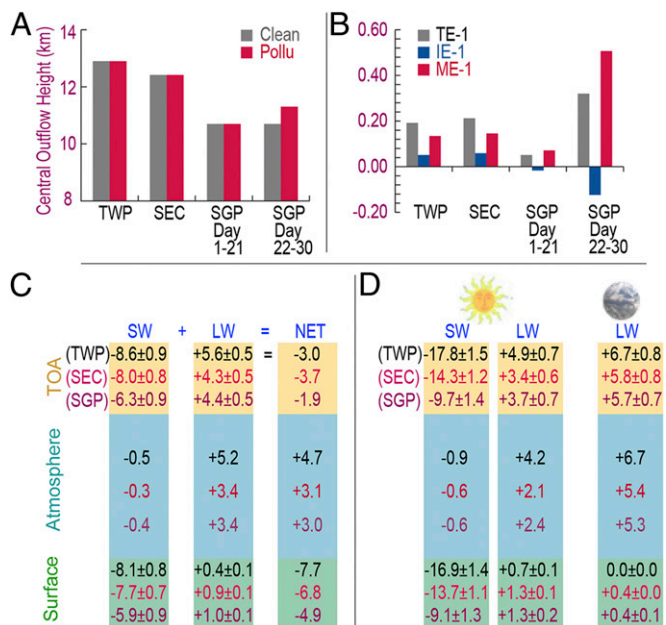 A
Central Outflow Height (km)
14
12
10
8
Clean
Pollu
TWP
SEC
SGP
Day
1-21
SGP
Day
22-30
B
0.60
0.40
0.20
0.00
-0.20
TE-1
IE-1
ME-1
TWP
SEC
SGP
Day
1-21
SGP
Day
22-30
C
SW + LW = NET
TOA
(TWP) -8.6±0.9 +5.6±0.5 = -3.0
(SEC) -8.0±0.8 +4.3±0.5 -3.7
(SGP) -6.3±0.9 +4.4±0.5 -1.9
Atmosphere
-0.5 +5.2 +4.7
-0.3 +3.4 +3.1
-0.4 +3.4 +3.0
Surface
-8.1±0.8 +0.4±0.1 -7.7
-7.7±0.7 +0.9±0.1 -6.8
-5.9±0.9 +1.0±0.1 -4.9
D
SW LW LW
(TWP) -17.8±1.5 +4.9±0.7 +6.7±0.8
(SEC) -14.3±1.2 +3.4±0.6 +5.8±0.8
(SGP) -9.7±1.4 +3.7±0.7 +5.7±0.7
-0.9 +4.2 +6.7
-0.6 +2.1 +5.4
-0.6 +2.4 +5.3
-16.9±1.4 +0.7±0.1 0.0±0.0
-13.7±1.1 +1.3±0.1 +0.4±0.0
-9.1±1.3 +1.3±0.2 +0.4±0.1